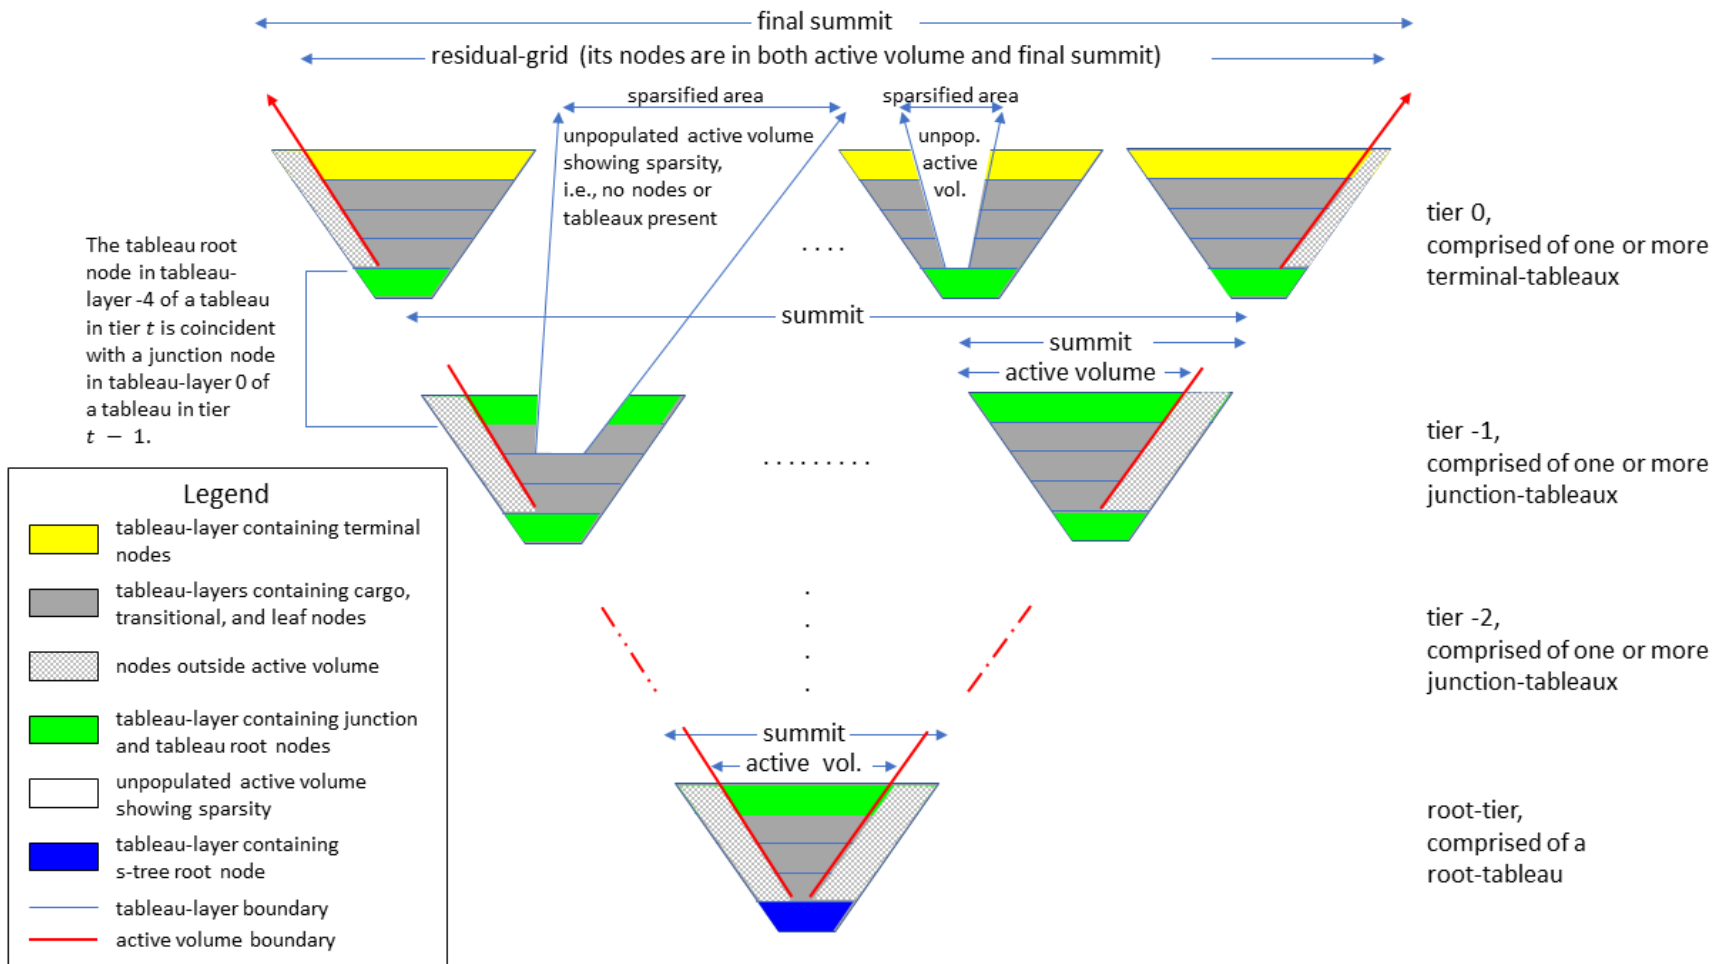 final summit
residual-grid (its nodes are in both active volume and final summit)
sparsified area
sparsified area
unpopulated active volume
showing sparsity,
i.e., no nodes or
tableaux present
unpop.
active
vol.
. . . .
tier 0,
comprised of one or more
terminal-tableaux
The tableau root
node in tableau-
layer -4 of a tableau
in tier t is coincident
with a junction node
in tableau-layer 0 of
a tableau in tier
t − 1.
summit
summit
active volume
. . . . . . . . .
tier -1,
comprised of one or more
junction-tableaux
Legend
tableau-layer containing terminal
nodes
tableau-layers containing cargo,
transitional, and leaf nodes
nodes outside active volume
tableau-layer containing junction
and tableau root nodes
unpopulated active volume
showing sparsity
tableau-layer containing
s-tree root node
tableau-layer boundary
active volume boundary
tier -2,
comprised of one or more
junction-tableaux
summit
active vol.
root-tier,
comprised of a
root-tableau